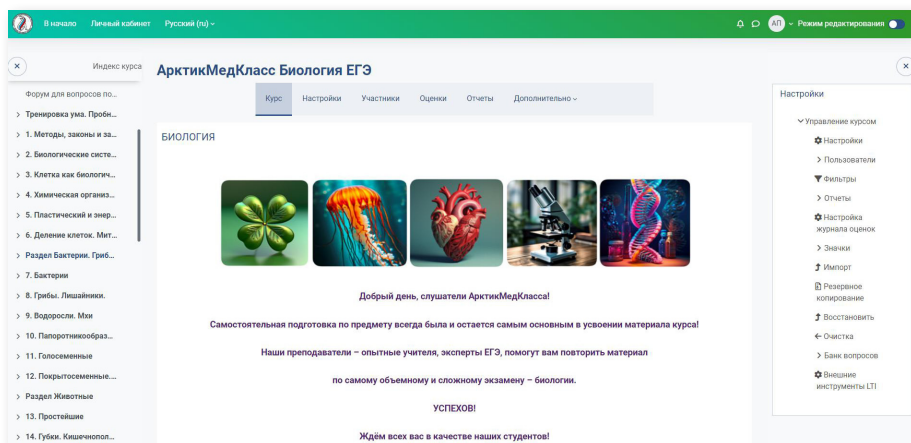 В начало Личный кабинет Русский (ru)
АП Режим редактирования
Индекс курса
Форум для вопросов по...
Тренировка ума. Пробн...
1. Методы, законы и за...
2. Биологические систе...
3. Клетка как биологич...
4. Химическая организ...
5. Пластический и энер...
6. Деление клеток. Мит...
Раздел Бактерии. Гриб...
7. Бактерии
8. Грибы. Лишайники.
9. Водоросли. Мхи
10. Папоротникообраз...
11. Голосеменные
12. Покрытосеменные....
Раздел Животные
13. Простейшие
14. Губки. Кишечнопол...
АрктикМедКласс Биология ЕГЭ
Курс Настройки Участники Оценки Отчеты Дополнительно
БИОЛОГИЯ
Добрый день, слушатели АрктикМедКласса!
Самостоятельная подготовка по предмету всегда была и остается самым основным в усвоении материала курса!
Наши преподаватели – опытные учителя, эксперты ЕГЭ, помогут вам повторить материал
по самому объемному и сложному экзамену – биологии.
УСПЕХОВ!
Ждём всех вас в качестве наших студентов!
Настройки
Управление курсом
Настройки
Пользователи
Фильтры
Отчеты
Настройка
журнала оценок
Значки
Импорт
Резервное
копирование
Восстановить
Очистка
Банк вопросов
Внешние
инструменты LTI